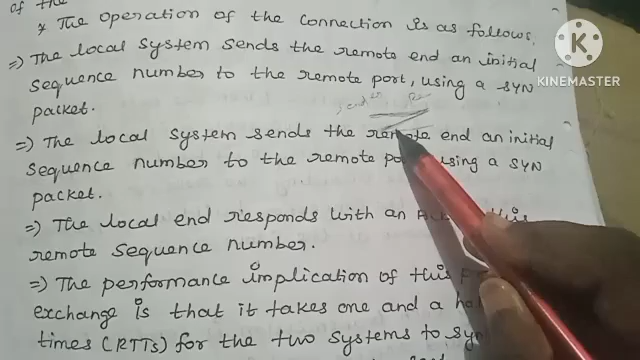 of the
* The operation of the connection is as follows.
=> The local system sends the remote end an initial
sequence number to the remote port, using a SYN
packet.
sender Re
=> The local system sends the remote end an initial
sequence number to the remote using a SYN
packet.
=> The local end responds with an
remote sequence number.
=> The performance implication of this
exchange is that it takes one and a
times (RTTs) for the two systems to
K
KINEMASTER